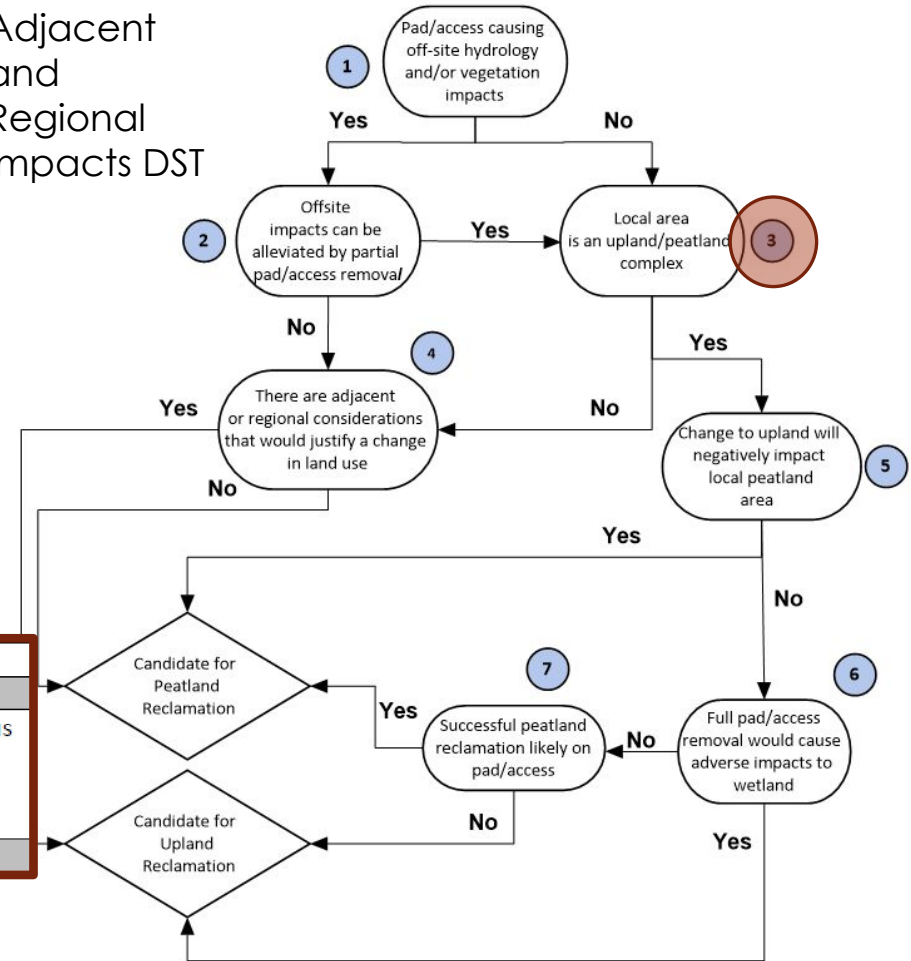 Adjacent
and
Regional
Impacts DST
1
Pad/access causing
off-site hydrology
and/or vegetation
impacts
Yes
No
2
Offsite
impacts can be
alleviated by partial
pad/access removal
Yes
Local area
is an upland/peatland
complex
3
No
Yes
4
There are adjacent
or regional considerations
that would justify a change
in land use
Yes
No
No
Change to upland will
negatively impact
local peatland
area
5
Yes
No
Candidate for
Peatland
Reclamation
7
6
Yes
Successful peatland
reclamation likely on
pad/access
No
Full pad/access
removal would cause
adverse impacts to
wetland
Candidate for
Upland
Reclamation
No
Yes